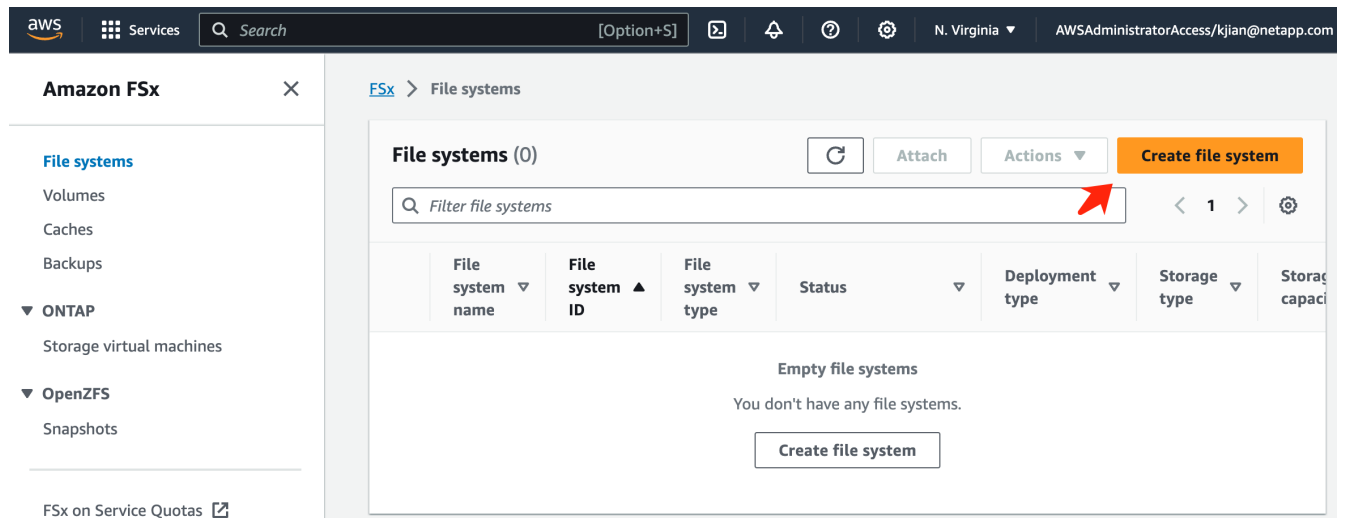 aws
Services
Search
[Option+S]
N. Virginia
AWSAdministratorAccess/kjian@netapp.com
Amazon FSx
File systems
Volumes
Caches
Backups
ONTAP
Storage virtual machines
OpenZFS
Snapshots
FSx on Service Quotas
FSx
File systems
File systems (0)
Attach
Actions
Create file system
Filter file systems
1
File
system
name
File
system
ID
File
system
type
Status
Deployment
type
Storage
type
Storag
capaci
Empty file systems
You don't have any file systems.
Create file system